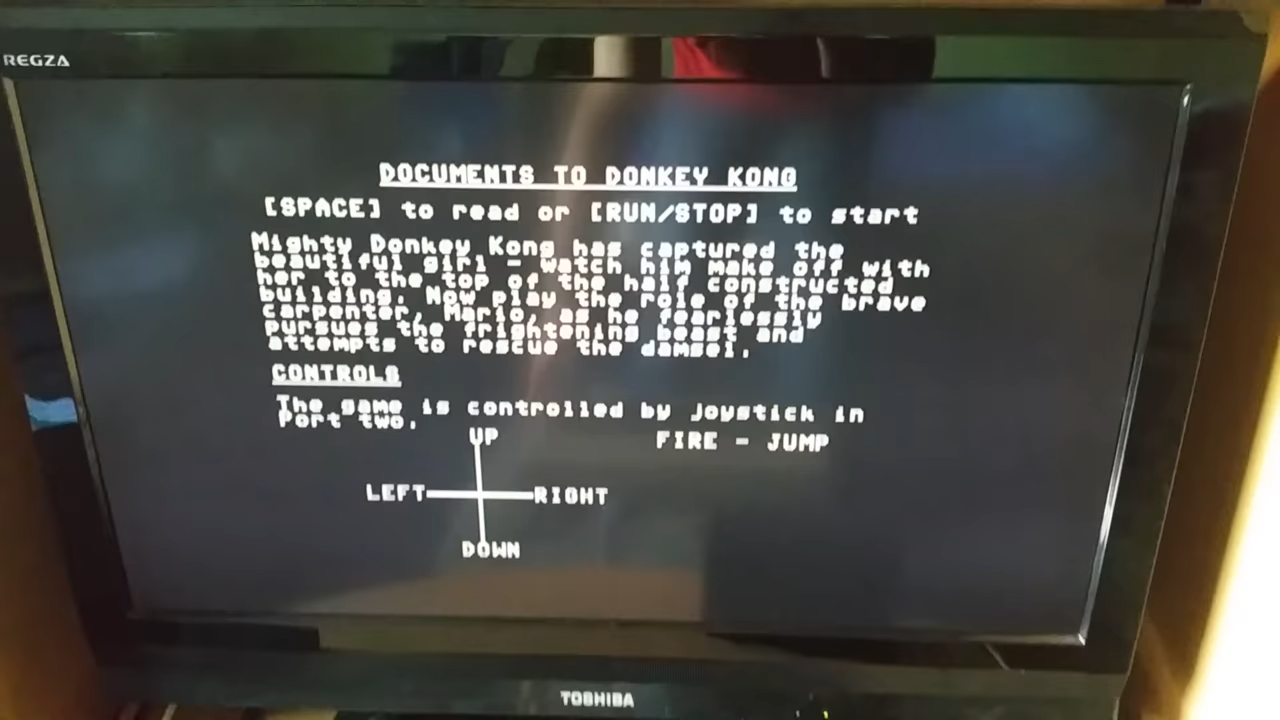 REGZA
DOCUMENTS TO DONKEY KONG
[SPACE] to read or [RUN/STOP] to start
Mighty Donkey Kong has captured the
beautiful girl - watch him make off with
her to the top of the half constructed
building. Now play the role of the brave
carpenter, Mario, as he fearlessly
pursues the frightening beast and
attempts to rescue the damsel.
CONTROLS
The game is controlled by joystick in
Port two.
UP
FIRE - JUMP
LEFT
RIGHT
DOWN
TOSHIBA